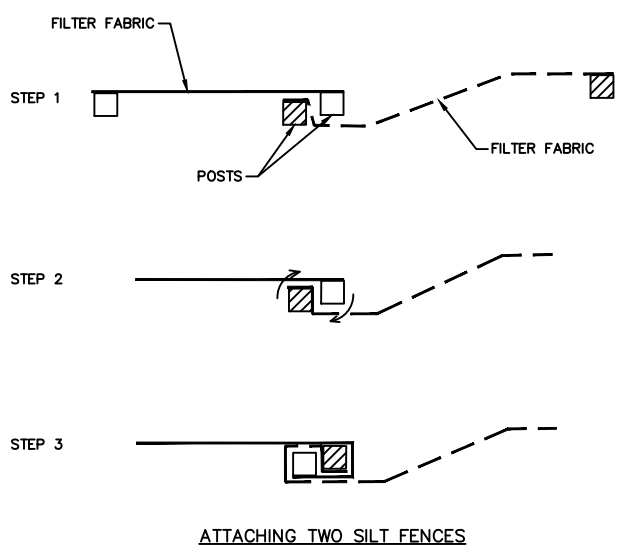 FILTER FABRIC
STEP 1
FILTER FABRIC
POSTS
STEP 2
STEP 3
ATTACHING TWO SILT FENCES